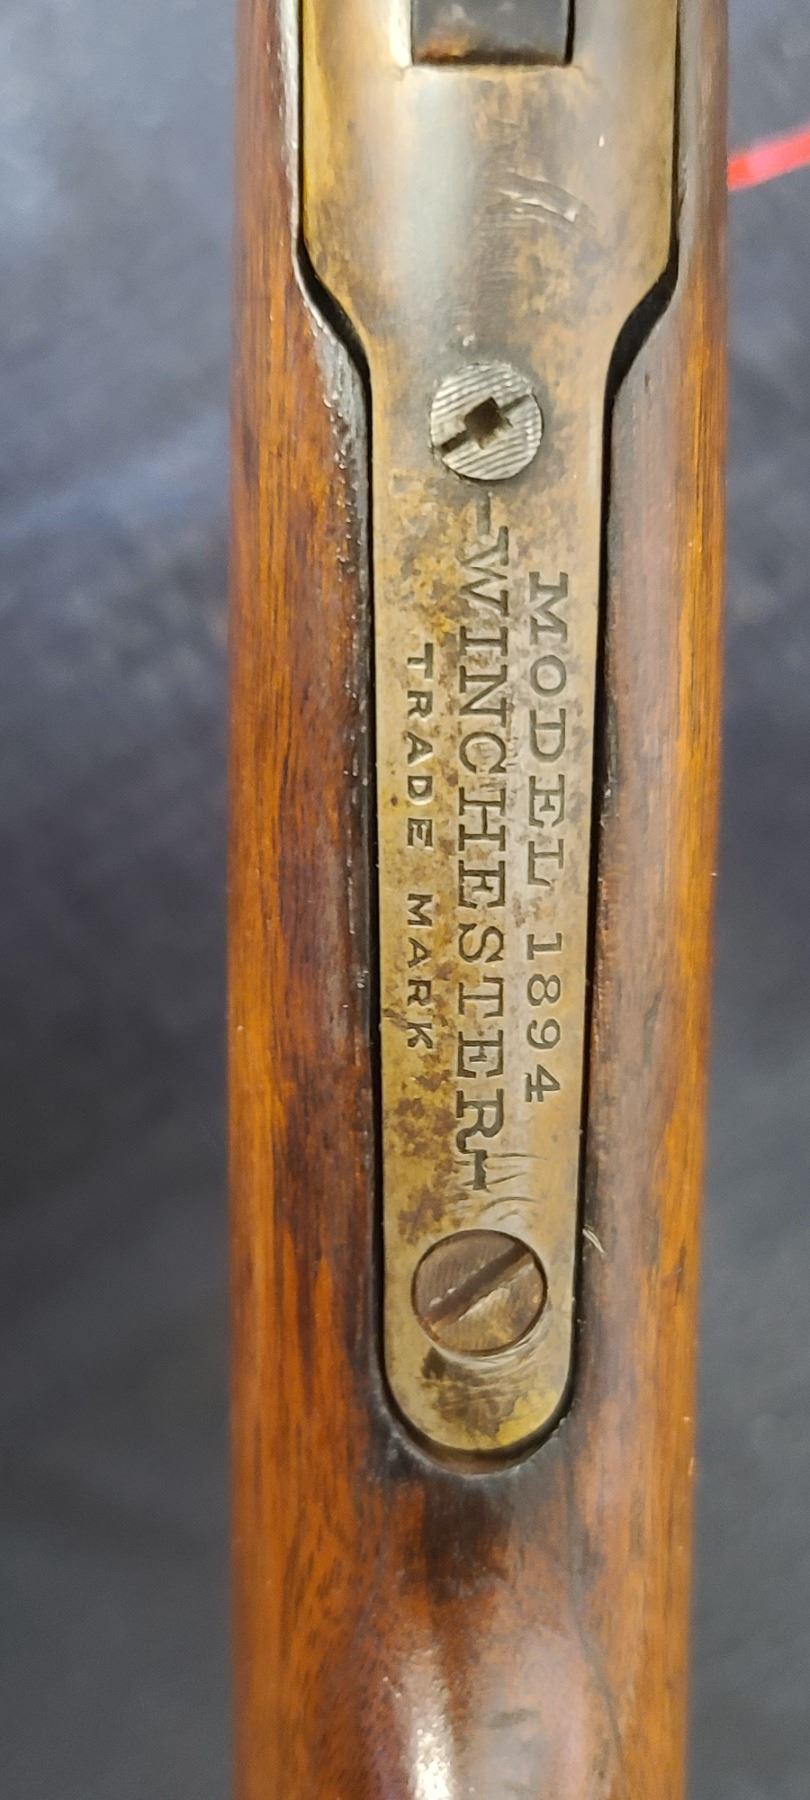 MODEL 1894
-WINCHESTER-
TRADE MARK